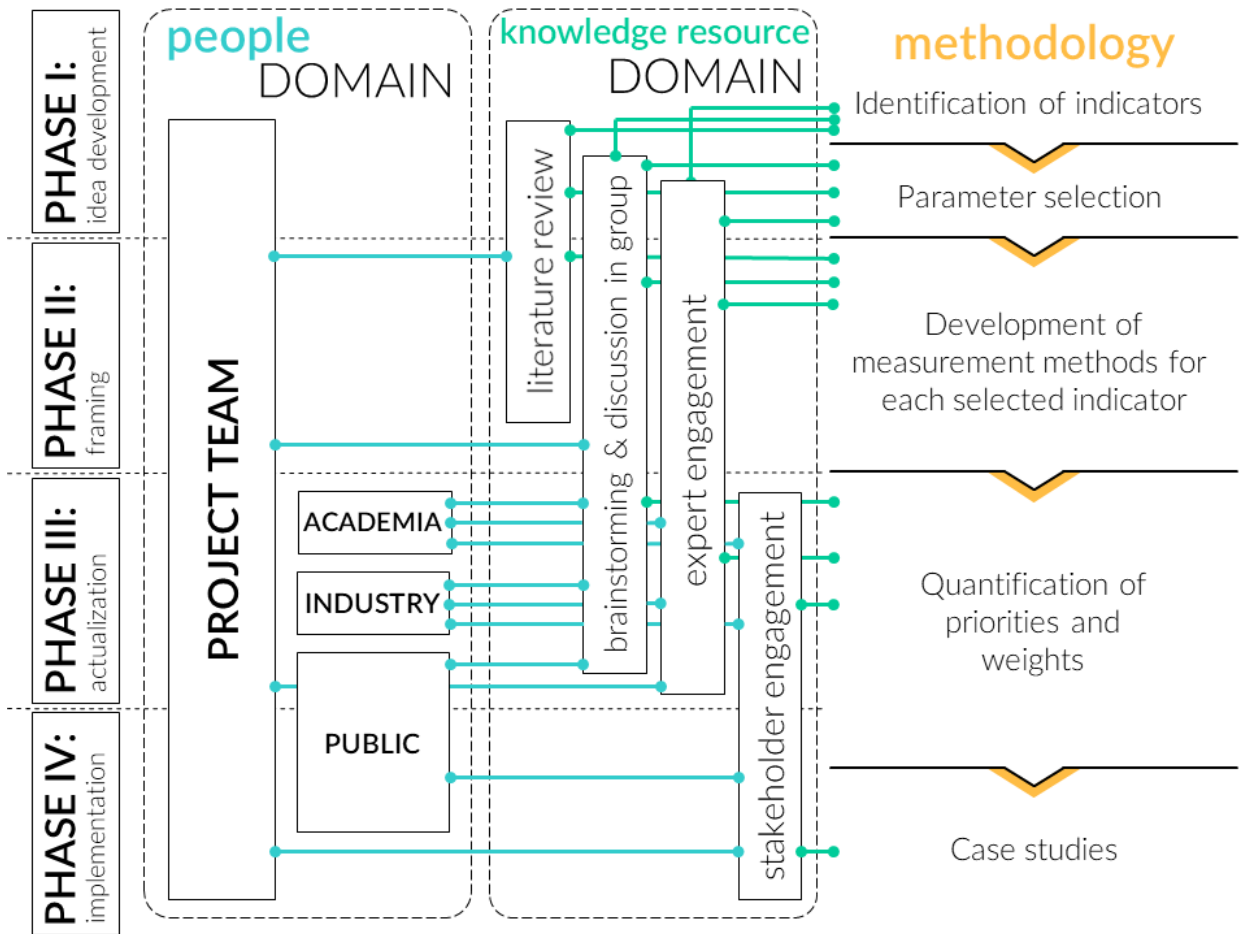 PHASE I:
idea development
PHASE II:
framing
PHASE III:
actualization
PHASE IV:
implementation
people
DOMAIN
PROJECT TEAM
ACADEMIA
INDUSTRY
PUBLIC
knowledge resource
DOMAIN
literature review
brainstorming & discussion in group
expert engagement
stakeholder engagement
methodology
Identification of indicators
Parameter selection
Development of
measurement methods for
each selected indicator
Quantification of
priorities and
weights
Case studies